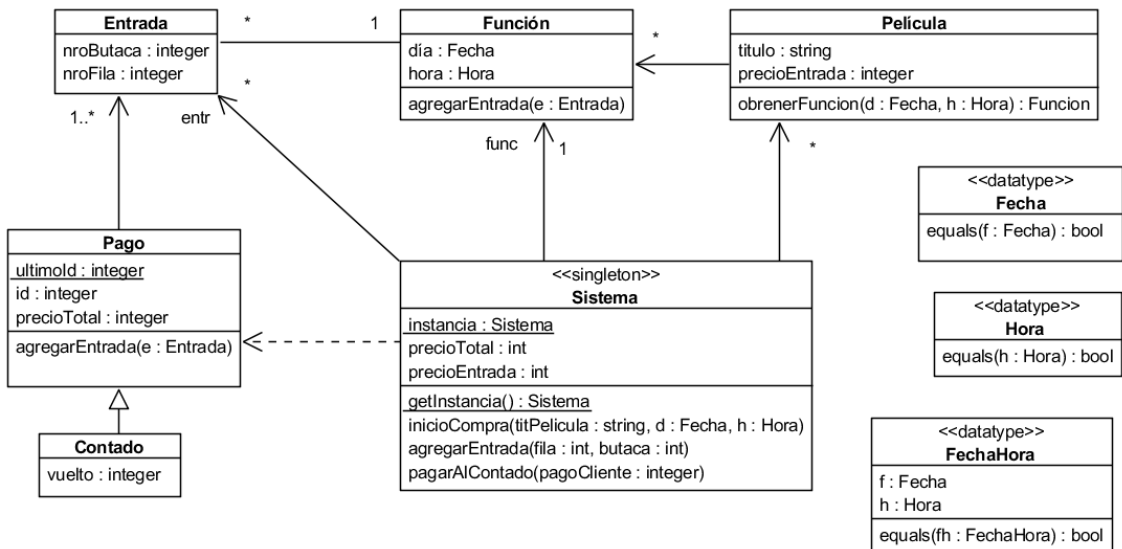 Entrada
nroButaca : integer
nroFila : integer
*
1
Función
día : Fecha
hora : Hora
agregarEntrada(e : Entrada)
*
Película
titulo : string
precioEntrada : integer
obrenerFuncion(d : Fecha, h : Hora) : Funcion
1..*
entr
*
func
1
*
<<datatype>>
Fecha
equals(f : Fecha) : bool
Pago
ultimoId : integer
id : integer
precioTotal : integer
agregarEntrada(e : Entrada)
<<singleton>>
Sistema
instancia : Sistema
precioTotal : int
precioEntrada : int
getInstancia() : Sistema
inicioCompra(titPelicula : string, d : Fecha, h : Hora)
agregarEntrada(fila : int, butaca : int)
pagarAlContado(pagoCliente : integer)
<<datatype>>
Hora
equals(h : Hora) : bool
Contado
vuelto : integer
<<datatype>>
FechaHora
f : Fecha
h : Hora
equals(fh : FechaHora) : bool